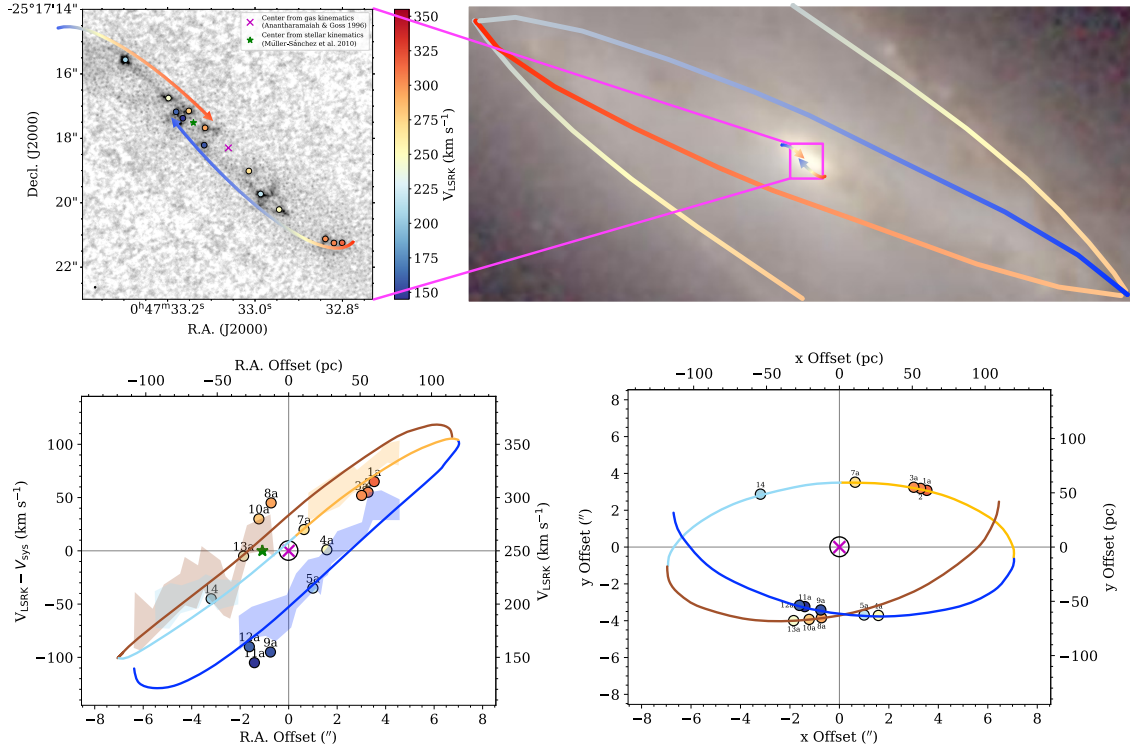 -25°17'14"
16"
18"
20"
22"
Decl. (J2000)
0ʰ47ᵐ33.2ˢ
33.0ˢ
32.8ˢ
R.A. (J2000)
Center from gas kinematics
(Anantharamaiah & Goss 1996)
Center from stellar kinematics
(Müller-Sánchez et al. 2010)
350
325
300
275
250
225
200
175
150
V_LSRK (km s⁻¹)
R.A. Offset (pc)
−100
−50
0
50
100
100
50
0
−50
−100
V_LSRK − V_sys (km s⁻¹)
350
300
250
200
150
V_LSRK (km s⁻¹)
1a
2a
8a
10a
7a
13a
4a
14
5a
12a
9a
11a
−8
−6
−4
−2
0
2
4
6
8
R.A. Offset (″)
x Offset (pc)
−100
−50
0
50
100
8
6
4
2
0
−2
−4
−6
−8
y Offset (″)
100
50
0
−50
−100
y Offset (pc)
7a
14
3a
1a
2
11a
12a
9a
5a
4a
13a
10a
8a
−8
−6
−4
−2
0
2
4
6
8
x Offset (″)